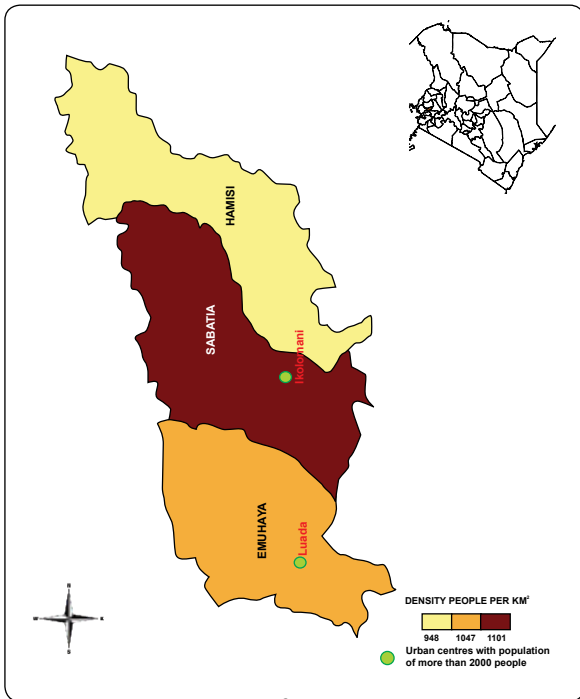 HAMISI
SABATIA
Ikolomani
EMUHAYA
Luada
N
S
DENSITY PEOPLE PER KM²
948 1047 1101
Urban centres with population
of more than 2000 people